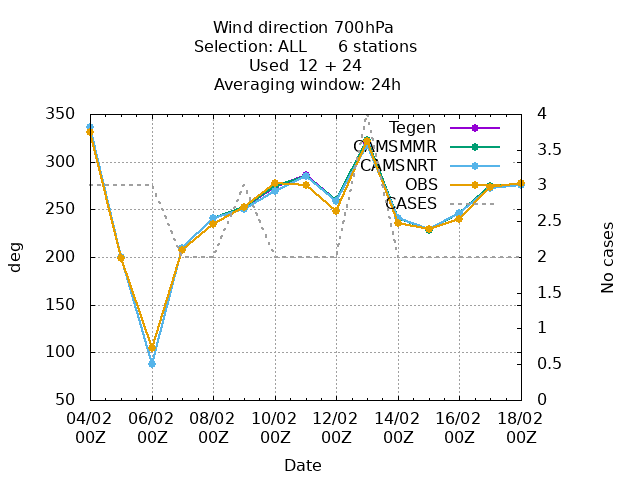 Wind direction 700hPa
Selection: ALL 6 stations
Used 12 + 24
Averaging window: 24h
350
300
250
200
150
100
50
deg
4
3.5
3
2.5
2
1.5
1
0.5
0
No cases
Tegen
CAMSMMR
CAMSNRT
OBS
CASES
04/02 06/02 08/02 10/02 12/02 14/02 16/02 18/02
00Z 00Z 00Z 00Z 00Z 00Z 00Z 00Z
Date